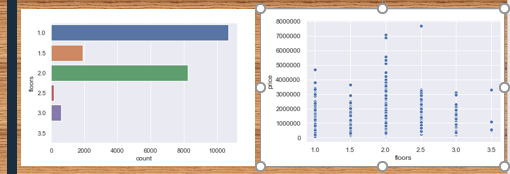 1.0
1.5
2.0
2.5
3.0
3.5
floors
0 2000 4000 6000 8000 10000
count
8000000
7000000
6000000
5000000
4000000
3000000
2000000
1000000
0
price
1.0 1.5 2.0 2.5 3.0 3.5
floors